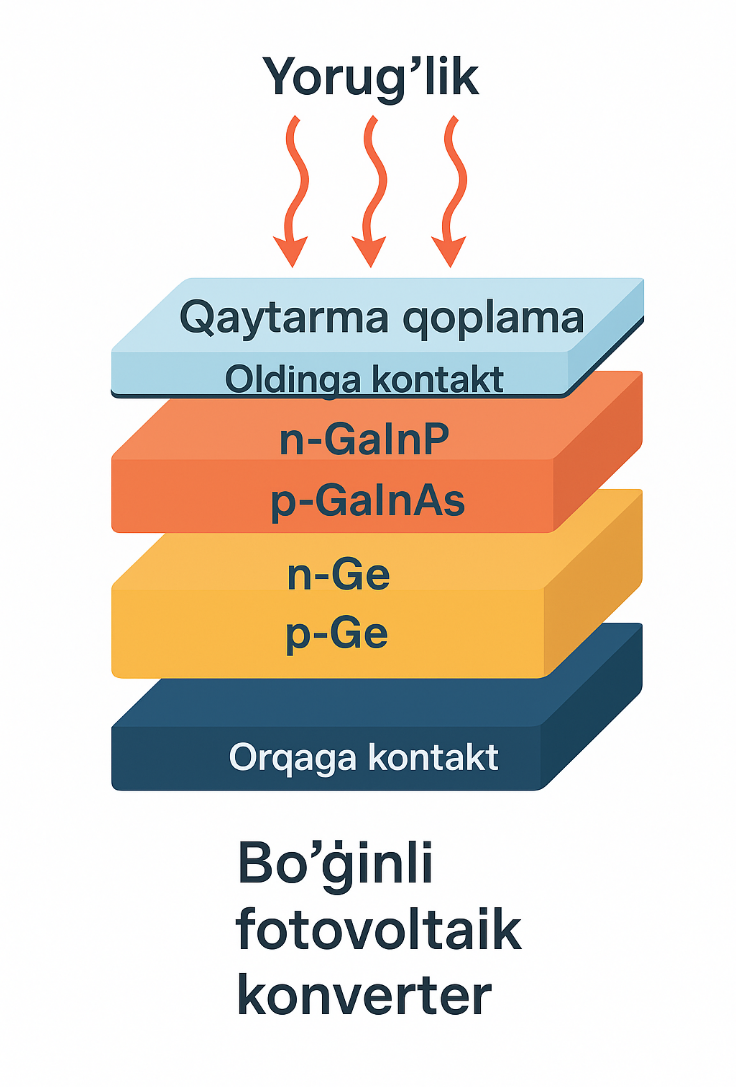 Yorug’lik
Qaytarma qoplama
Oldinga kontakt
n-GaInP
p-GaInAs
n-Ge
p-Ge
Orqaga kontakt
Bo’ġinli
fotovoltaik
konverter